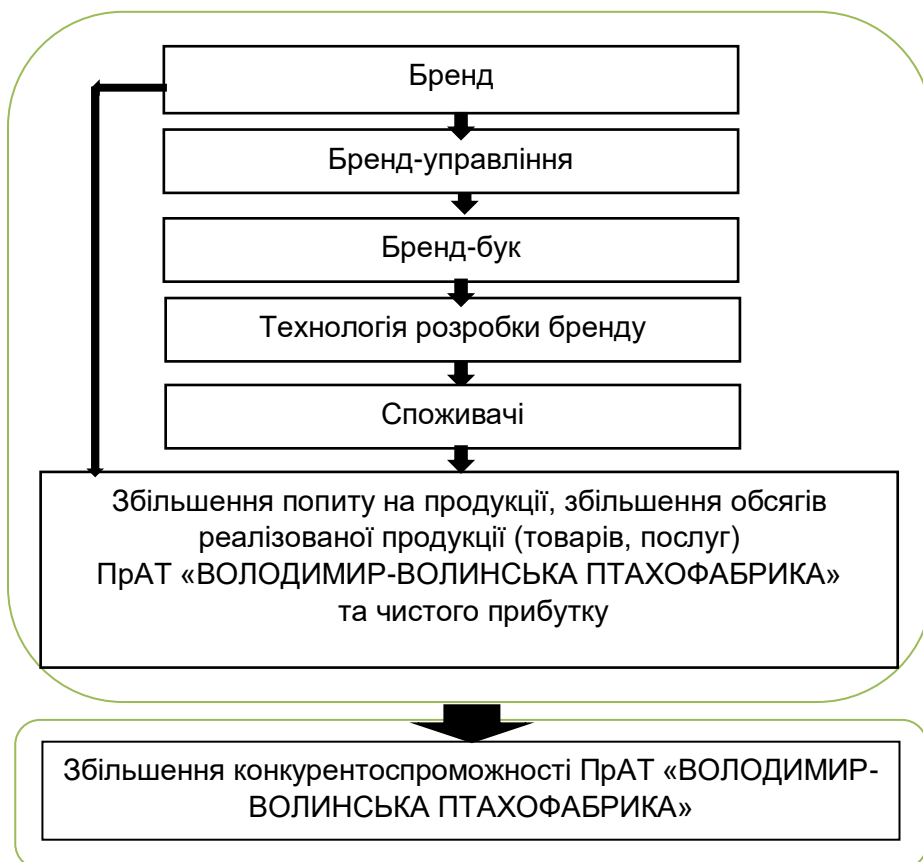 Бренд
Бренд-управління
Бренд-бук
Технологія розробки бренду
Споживачі
Збільшення попиту на продукції, збільшення обсягів
реалізованої продукції (товарів, послуг)
ПрАТ «ВОЛОДИМИР-ВОЛИНСЬКА ПТАХОФАБРИКА»
та чистого прибутку
Збільшення конкурентоспроможності ПрАТ «ВОЛОДИМИР-
ВОЛИНСЬКА ПТАХОФАБРИКА»